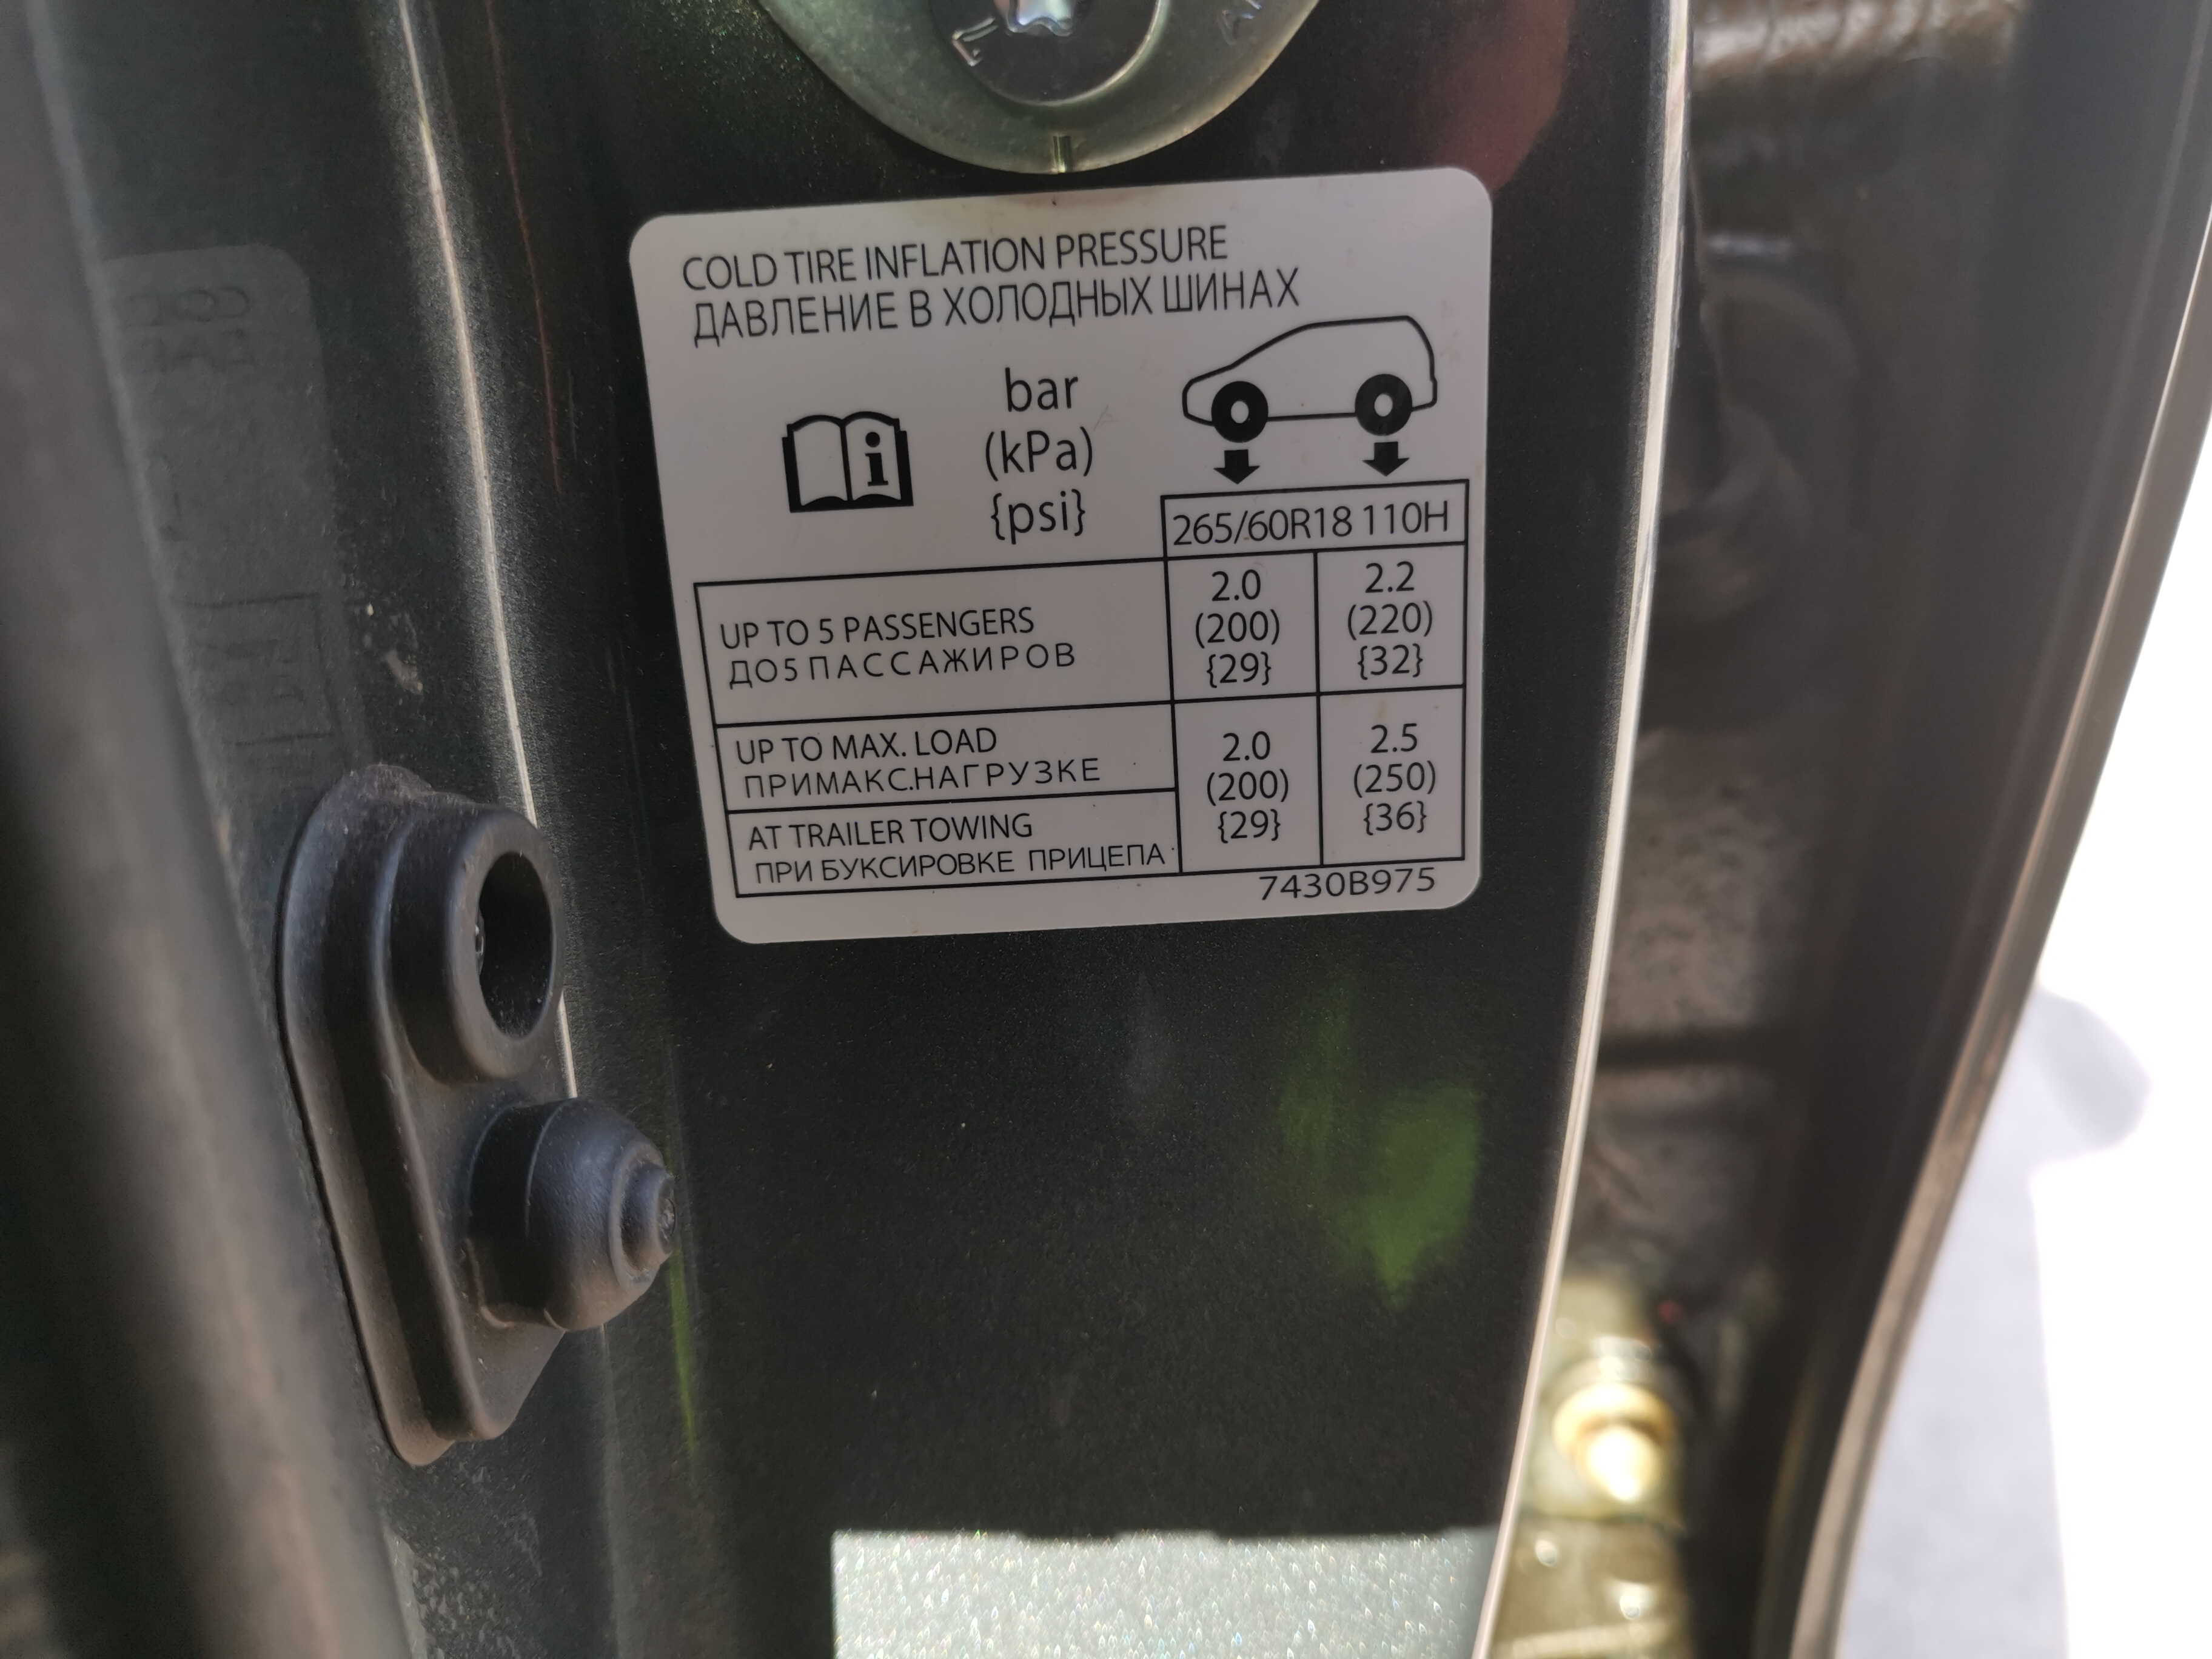 COLD TIRE INFLATION PRESSURE
ДАВЛЕНИЕ В ХОЛОДНЫХ ШИНАХ
bar
(kPa)
{psi}
265/60R18 110H
UP TO 5 PASSENGERS
ДО5 ПАССАЖИРОВ
2.0
(200)
{29}
2.2
(220)
{32}
UP TO MAX. LOAD
ПРИМАКС.НАГРУЗКЕ
AT TRAILER TOWING
ПРИ БУКСИРОВКЕ ПРИЦЕПА
2.0
(200)
{29}
2.5
(250)
{36}
7430B975